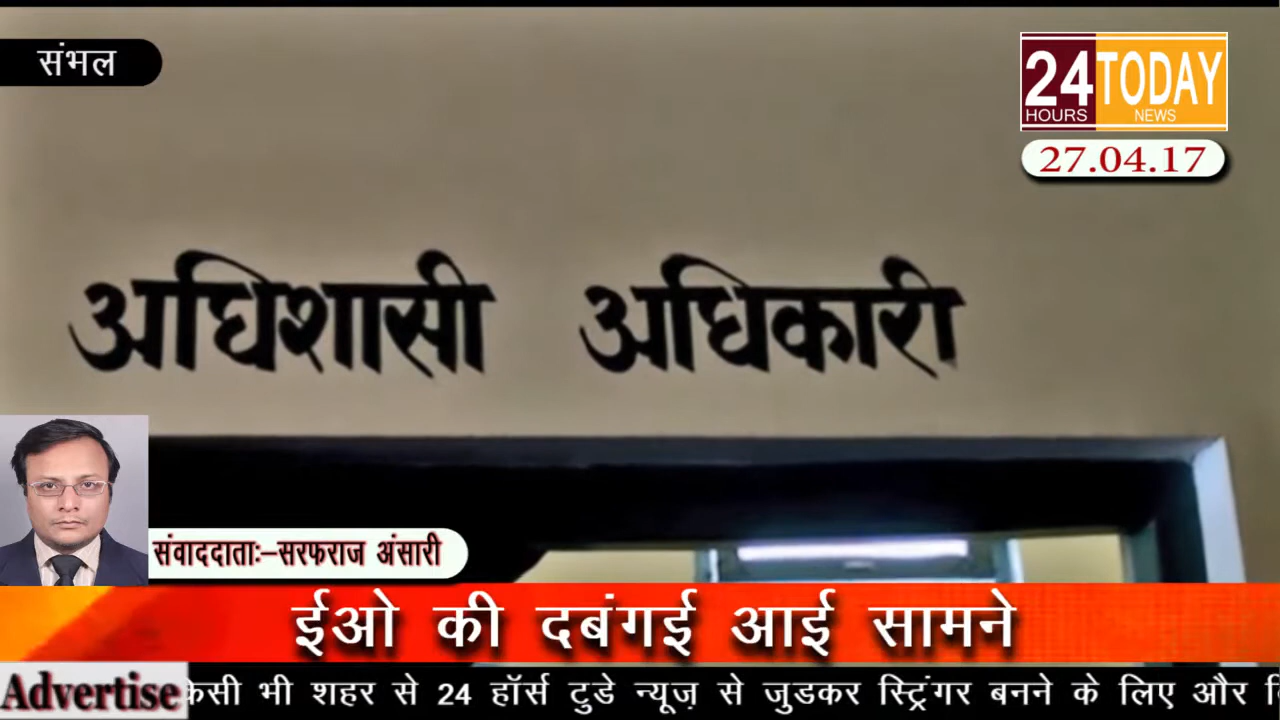 संभल
24 TODAY
HOURS NEWS
27.04.17
अधिशासी अधिकारी
संवाददाताः–सरफराज अंसारी
ईओ की दबंगई आई सामने
Advertise
किसी भी शहर से 24 हॉर्स टुडे न्यूज़ से जुडकर स्ट्रिंगर बनने के लिए और